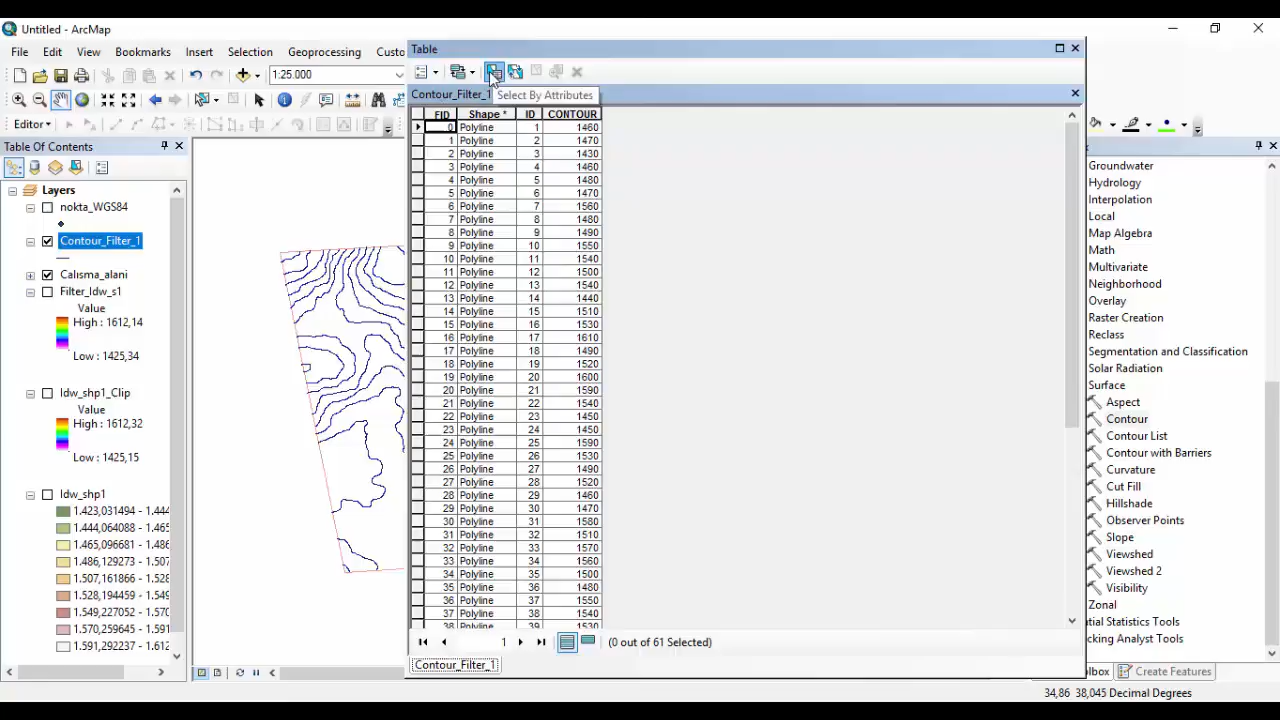 Untitled - ArcMap
File Edit View Bookmarks Insert Selection Geoprocessing Custo
1:25.000
Editor
Table Of Contents
Layers
nokta_WGS84
Contour_Filter_1
Calısma_alani
Filter_ldw_s1
Value
High : 1612,14
Low : 1425,34
ldw_shp1_Clip
Value
High : 1612,32
Low : 1425,15
ldw_shp1
1.423,031494 - 1.444
1.444,064088 - 1.465
1.465,096681 - 1.486
1.486,129273 - 1.507
1.507,161866 - 1.528
1.528,194459 - 1.549
1.549,227052 - 1.570
1.570,259645 - 1.591
1.591,292237 - 1.612
Table
Contour_Filter_1
Select By Attributes
FID Shape * ID CONTOUR
0 Polyline 1 1460
1 Polyline 2 1470
2 Polyline 3 1430
3 Polyline 4 1460
4 Polyline 5 1480
5 Polyline 6 1470
6 Polyline 7 1560
7 Polyline 8 1480
8 Polyline 9 1490
9 Polyline 10 1550
10 Polyline 11 1540
11 Polyline 12 1500
12 Polyline 13 1540
13 Polyline 14 1440
14 Polyline 15 1510
15 Polyline 16 1530
16 Polyline 17 1610
17 Polyline 18 1490
18 Polyline 19 1520
19 Polyline 20 1600
20 Polyline 21 1590
21 Polyline 22 1540
22 Polyline 23 1450
23 Polyline 24 1450
24 Polyline 25 1590
25 Polyline 26 1530
26 Polyline 27 1490
27 Polyline 28 1520
28 Polyline 29 1460
29 Polyline 30 1470
30 Polyline 31 1580
31 Polyline 32 1510
32 Polyline 33 1570
33 Polyline 34 1560
34 Polyline 35 1500
35 Polyline 36 1480
36 Polyline 37 1550
37 Polyline 38 1540
38 Polyline 39 1530
1 (0 out of 61 Selected)
Contour_Filter_1
Groundwater
Hydrology
Interpolation
Local
Map Algebra
Math
Multivariate
Neighborhood
Overlay
Raster Creation
Reclass
Segmentation and Classification
Solar Radiation
Surface
Aspect
Contour
Contour List
Contour with Barriers
Curvature
Cut Fill
Hillshade
Observer Points
Slope
Viewshed
Viewshed 2
Visibility
Zonal
atial Statistics Tools
acking Analyst Tools
lbox Create Features
34,86 38,045 Decimal Degrees